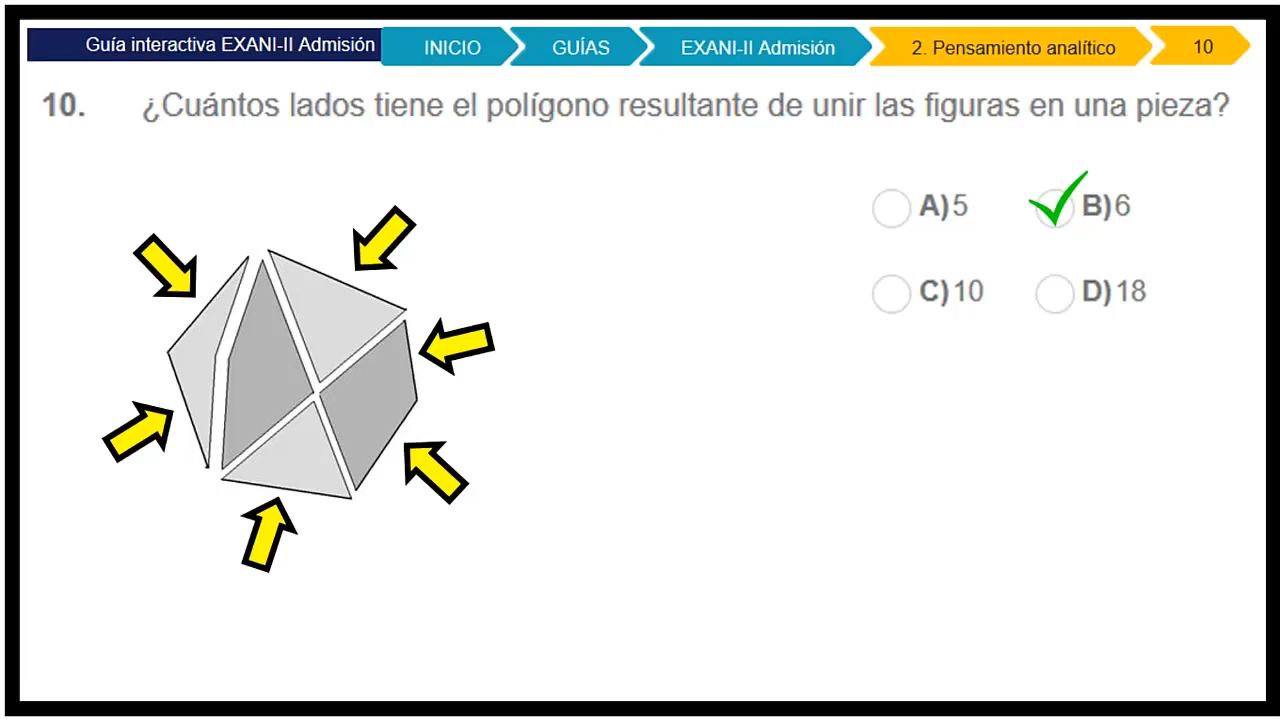 Guía interactiva EXANI-II Admisión INICIO GUÍAS EXANI-II Admisión 2. Pensamiento analítico 10
10. ¿Cuántos lados tiene el polígono resultante de unir las figuras en una pieza?
A) 5 B) 6
C) 10 D) 18